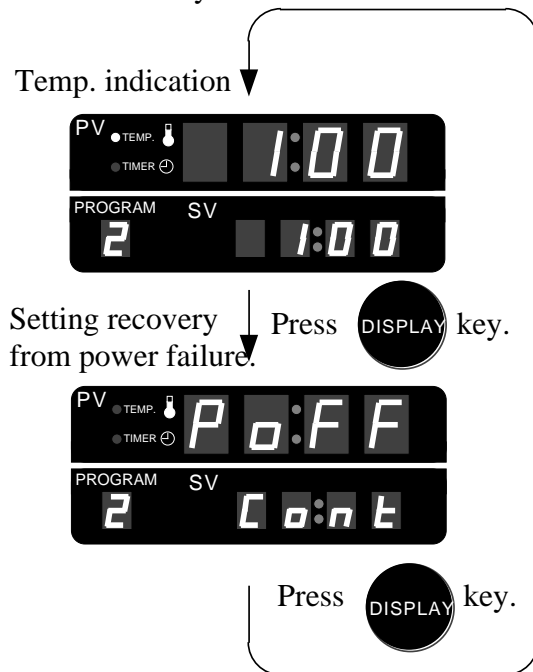 Temp. indication
PV TEMP. 1:00
TIMER
PROGRAM SV
2 1:00
Setting recovery Press DISPLAY key.
from power failure.
PV TEMP. PoFF
TIMER
PROGRAM SV
2 Cont
Press DISPLAY key.